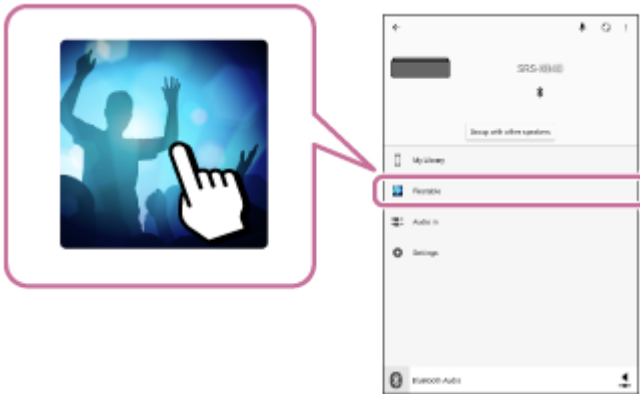 SRS-XB40
Group with other speakers
My Library
Fiestable
Audio in
Settings
Bluetooth Audio